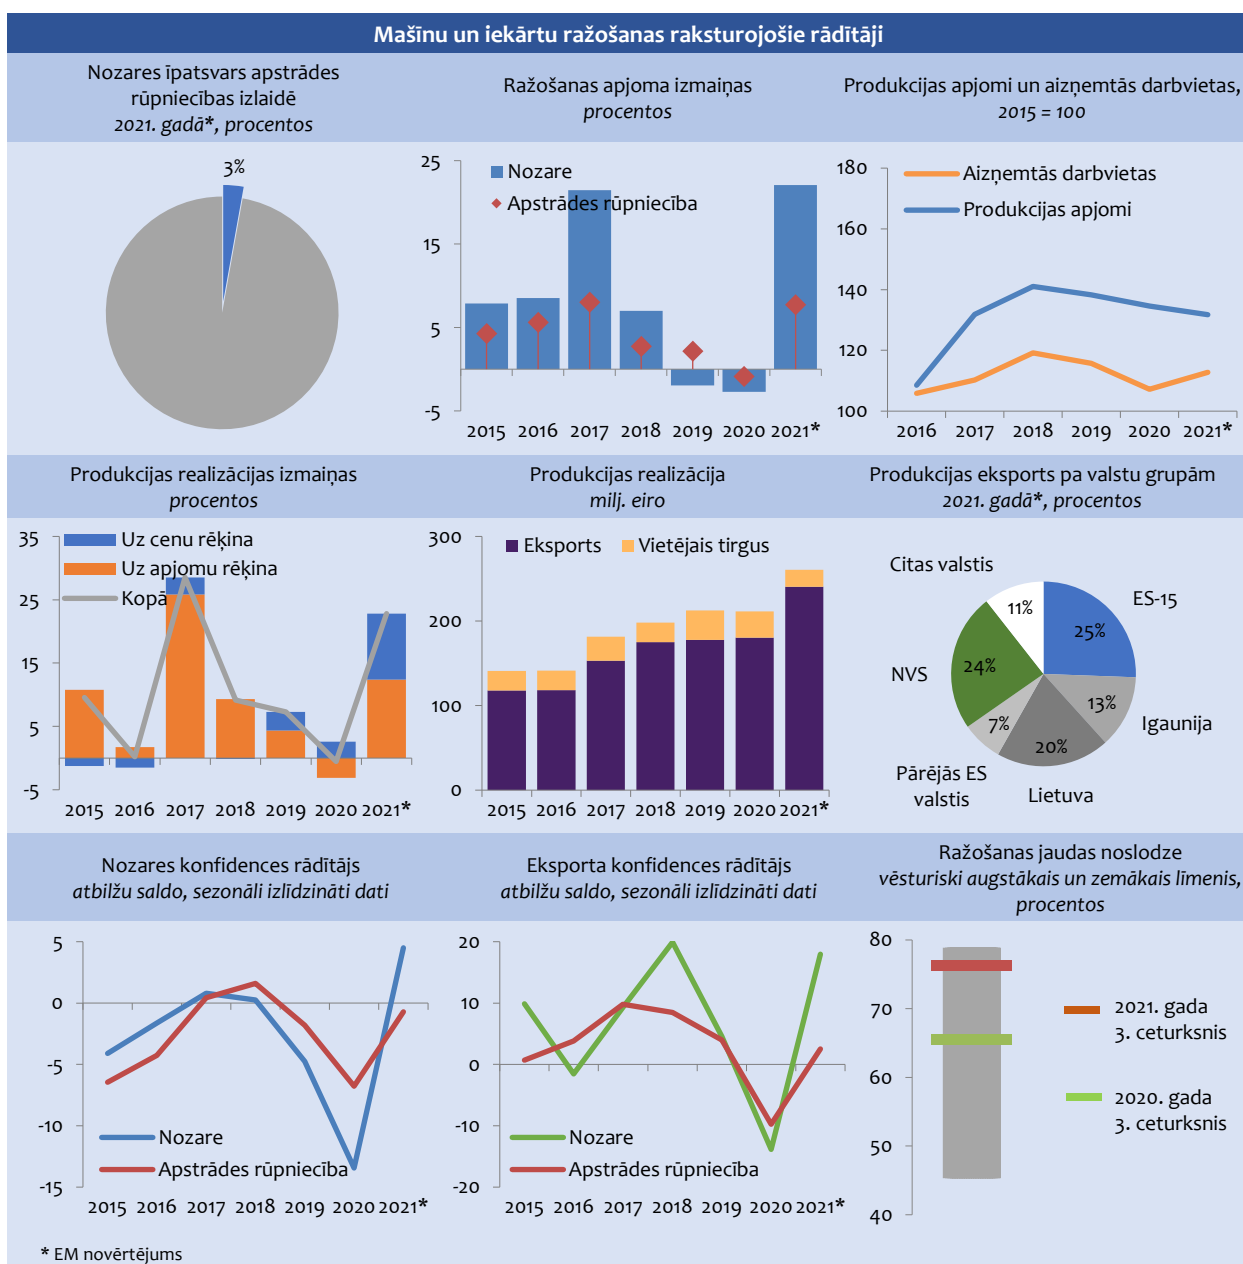 Mašīnu un iekārtu ražošanas raksturojošie rādītāji
Nozares īpatsvars apstrādes
rūpniecības izlaidē
2021. gadā*, procentos
3%
Ražošanas apjoma izmaiņas
procentos
25
15
5
-5
Nozare
Apstrādes rūpniecība
2015 2016 2017 2018 2019 2020 2021*
Produkcijas apjomi un aizņemtās darbvietas,
2015 = 100
180
160
140
120
100
Aizņemtās darbvietas
Produkcijas apjomi
2016 2017 2018 2019 2020 2021*
Produkcijas realizācijas izmaiņas
procentos
35
25
15
5
-5
Uz cenu rēķina
Uz apjomu rēķina
Kopā
2015 2016 2017 2018 2019 2020 2021*
Produkcijas realizācija
milj. eiro
300
200
100
0
Eksports Vietējais tirgus
2015 2016 2017 2018 2019 2020 2021*
Produkcijas eksports pa valstu grupām
2021. gadā*, procentos
Citas valstis
11%
ES-15
25%
NVS
24%
13%
Igaunija
7%
20%
Pārējās ES
valstis
Lietuva
Nozares konfidences rādītājs
atbilžu saldo, sezonāli izlīdzināti dati
5
0
-5
-10
-15
Nozare
Apstrādes rūpniecība
2015 2016 2017 2018 2019 2020 2021*
Eksporta konfidences rādītājs
atbilžu saldo, sezonāli izlīdzināti dati
20
10
0
-10
-20
Nozare
Apstrādes rūpniecība
2015 2016 2017 2018 2019 2020 2021*
Ražošanas jaudas noslodze
vēsturiski augstākais un zemākais līmenis,
procentos
80
70
60
50
40
2021. gada
3. ceturksnis
2020. gada
3. ceturksnis
* EM novērtējums